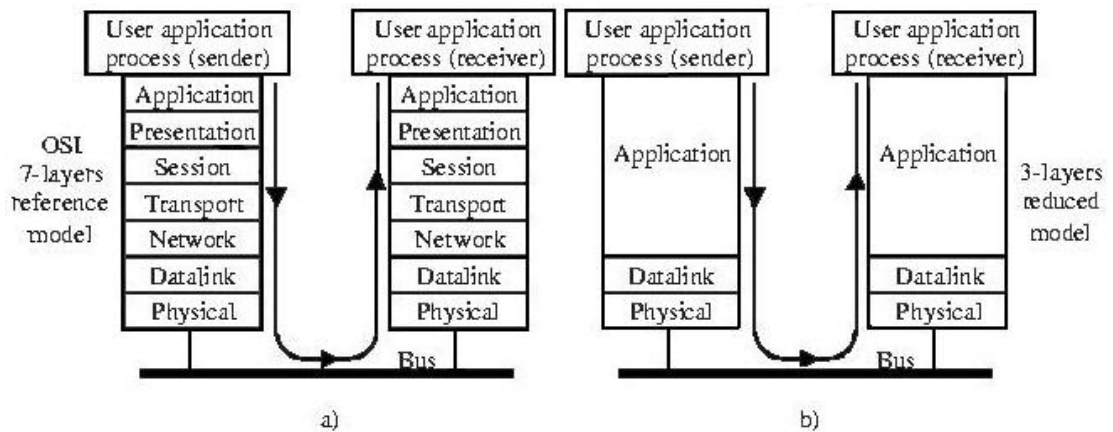 User application
process (sender)
User application
process (receiver)
Application
Presentation
Session
Transport
Network
Datalink
Physical
Application
Presentation
Session
Transport
Network
Datalink
Physical
OSI
7-layers
reference
model
Bus
a)
User application
process (sender)
User application
process (receiver)
Application
Datalink
Physical
Application
Datalink
Physical
3-layers
reduced
model
Bus
b)